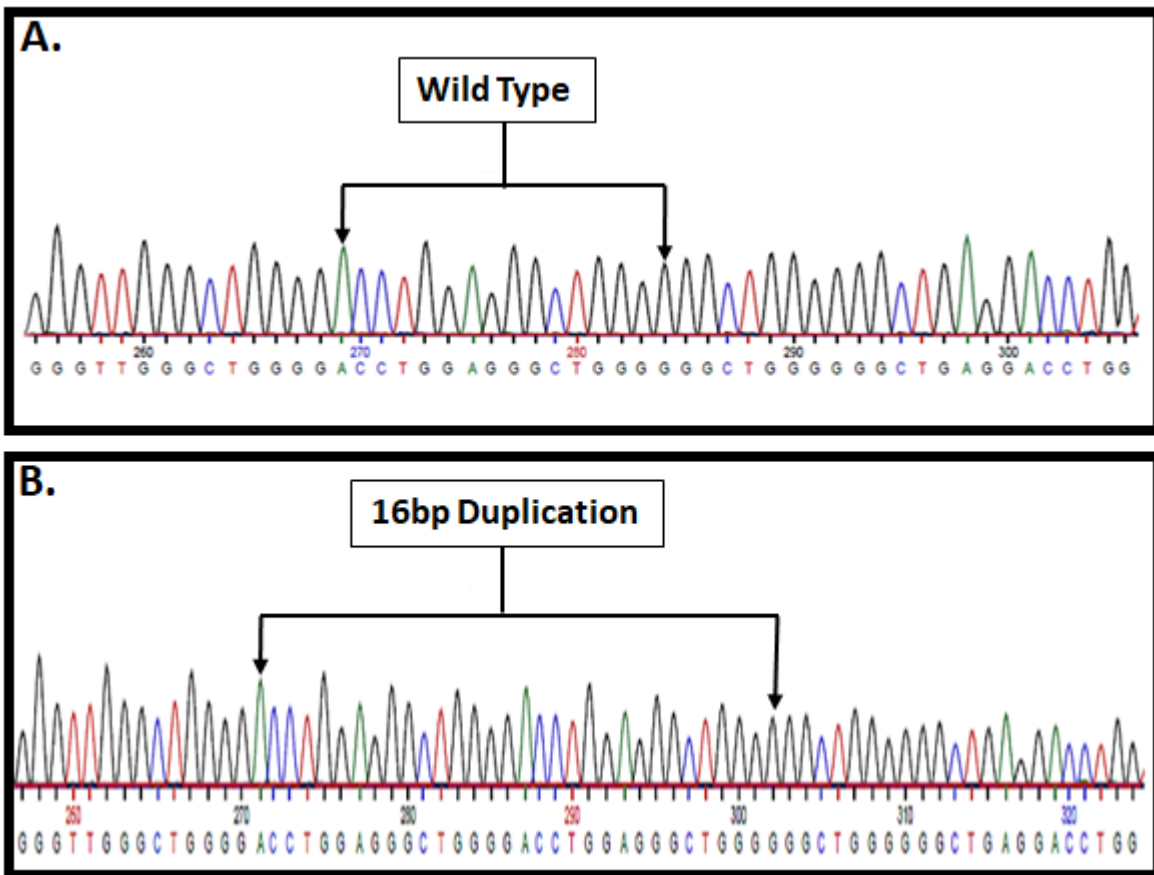 A.
Wild Type
260 270 280 290 300
G G G T T G G G C T G G G G A C C T G G A G G G C T G G G G G G C T G G G G G G C T G A G G A C C T G G
B.
16bp Duplication
260 270 280 290 300 310 320
G G G T T G G G C T G G G G A C C T G G A G G G C T G G G G A C C T G G A G G G C T G G G G G G C T G G G G G G C T G A G G A C C T G G